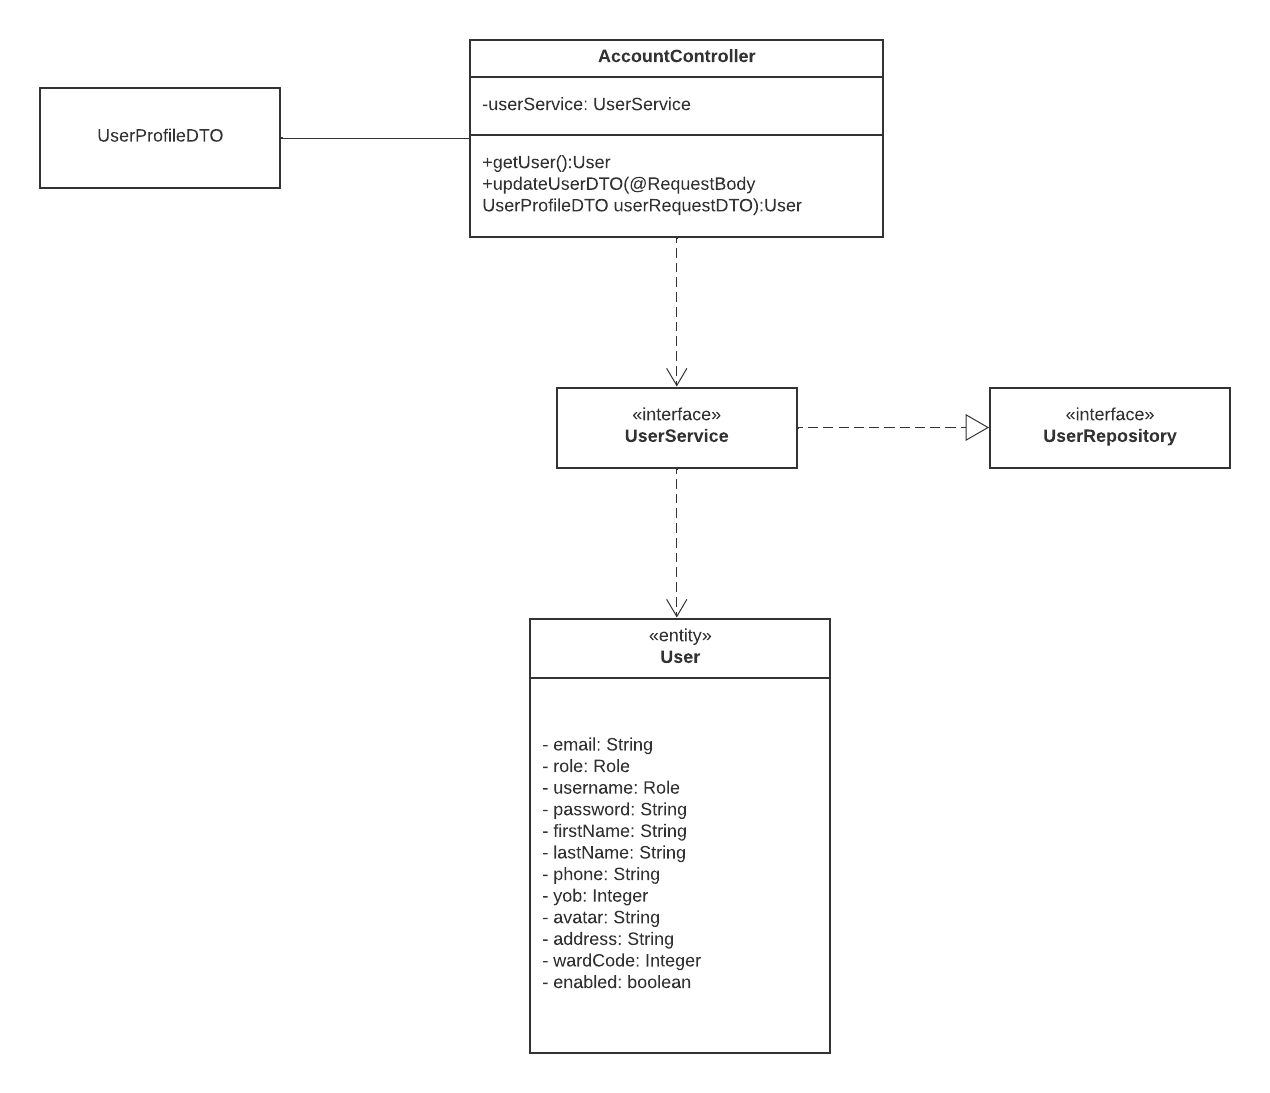 AccountController
-userService: UserService
UserProfileDTO
+getUser():User
+updateUserDTO(@RequestBody
UserProfileDTO userRequestDTO):User
«interface»
UserService
«interface»
UserRepository
«entity»
User
- email: String
- role: Role
- username: Role
- password: String
- firstName: String
- lastName: String
- phone: String
- yob: Integer
- avatar: String
- address: String
- wardCode: Integer
- enabled: boolean